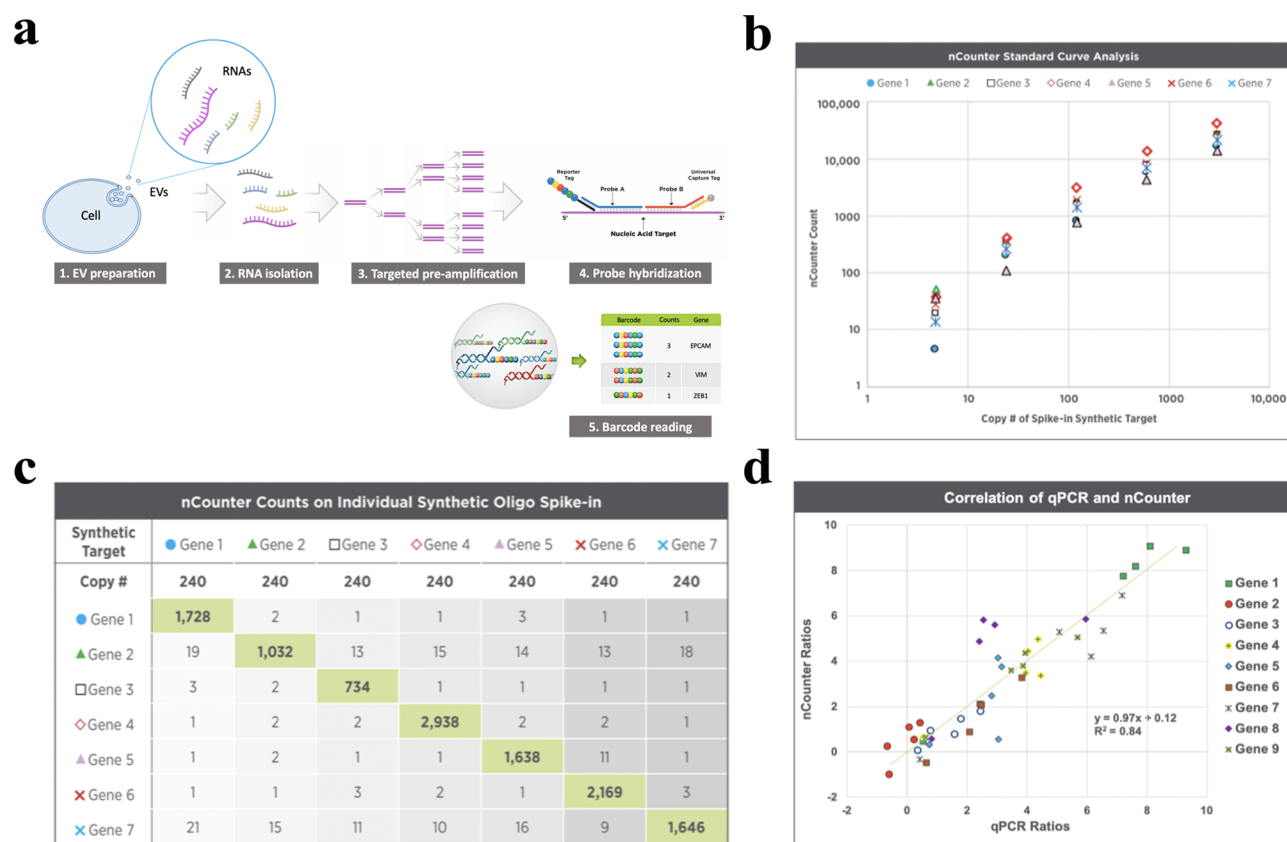 a
RNAs
EVs
Cell
Reporter
Tag
Probe A
Probe B
Universal
Capture Tag
5'
3'
Nucleic Acid Target
1. EV preparation
2. RNA isolation
3. Targeted pre-amplification
4. Probe hybridization
Barcode Counts Gene
3 EPCAM
2 VIM
1 ZEB1
5. Barcode reading
b
nCounter Standard Curve Analysis
Gene 1 Gene 2 Gene 3 Gene 4 Gene 5 Gene 6 Gene 7
nCounter Count
100,000
10,000
1000
100
10
1
1 10 100 1000 10,000
Copy # of Spike-in Synthetic Target
c
nCounter Counts on Individual Synthetic Oligo Spike-in
Synthetic
Target
Gene 1 Gene 2 Gene 3 Gene 4 Gene 5 Gene 6 Gene 7
Copy # 240 240 240 240 240 240 240
Gene 1 1,728 2 1 1 3 1 1
Gene 2 19 1,032 13 15 14 13 18
Gene 3 3 2 734 1 1 1 1
Gene 4 1 2 2 2,938 2 2 1
Gene 5 1 2 1 1 1,638 11 1
Gene 6 1 1 3 2 1 2,169 3
Gene 7 21 15 11 10 16 9 1,646
d
Correlation of qPCR and nCounter
nCounter Ratios
10
8
6
4
2
0
-2
-2 0 2 4 6 8 10
qPCR Ratios
y = 0.97x + 0.12
R² = 0.84
Gene 1
Gene 2
Gene 3
Gene 4
Gene 5
Gene 6
Gene 7
Gene 8
Gene 9